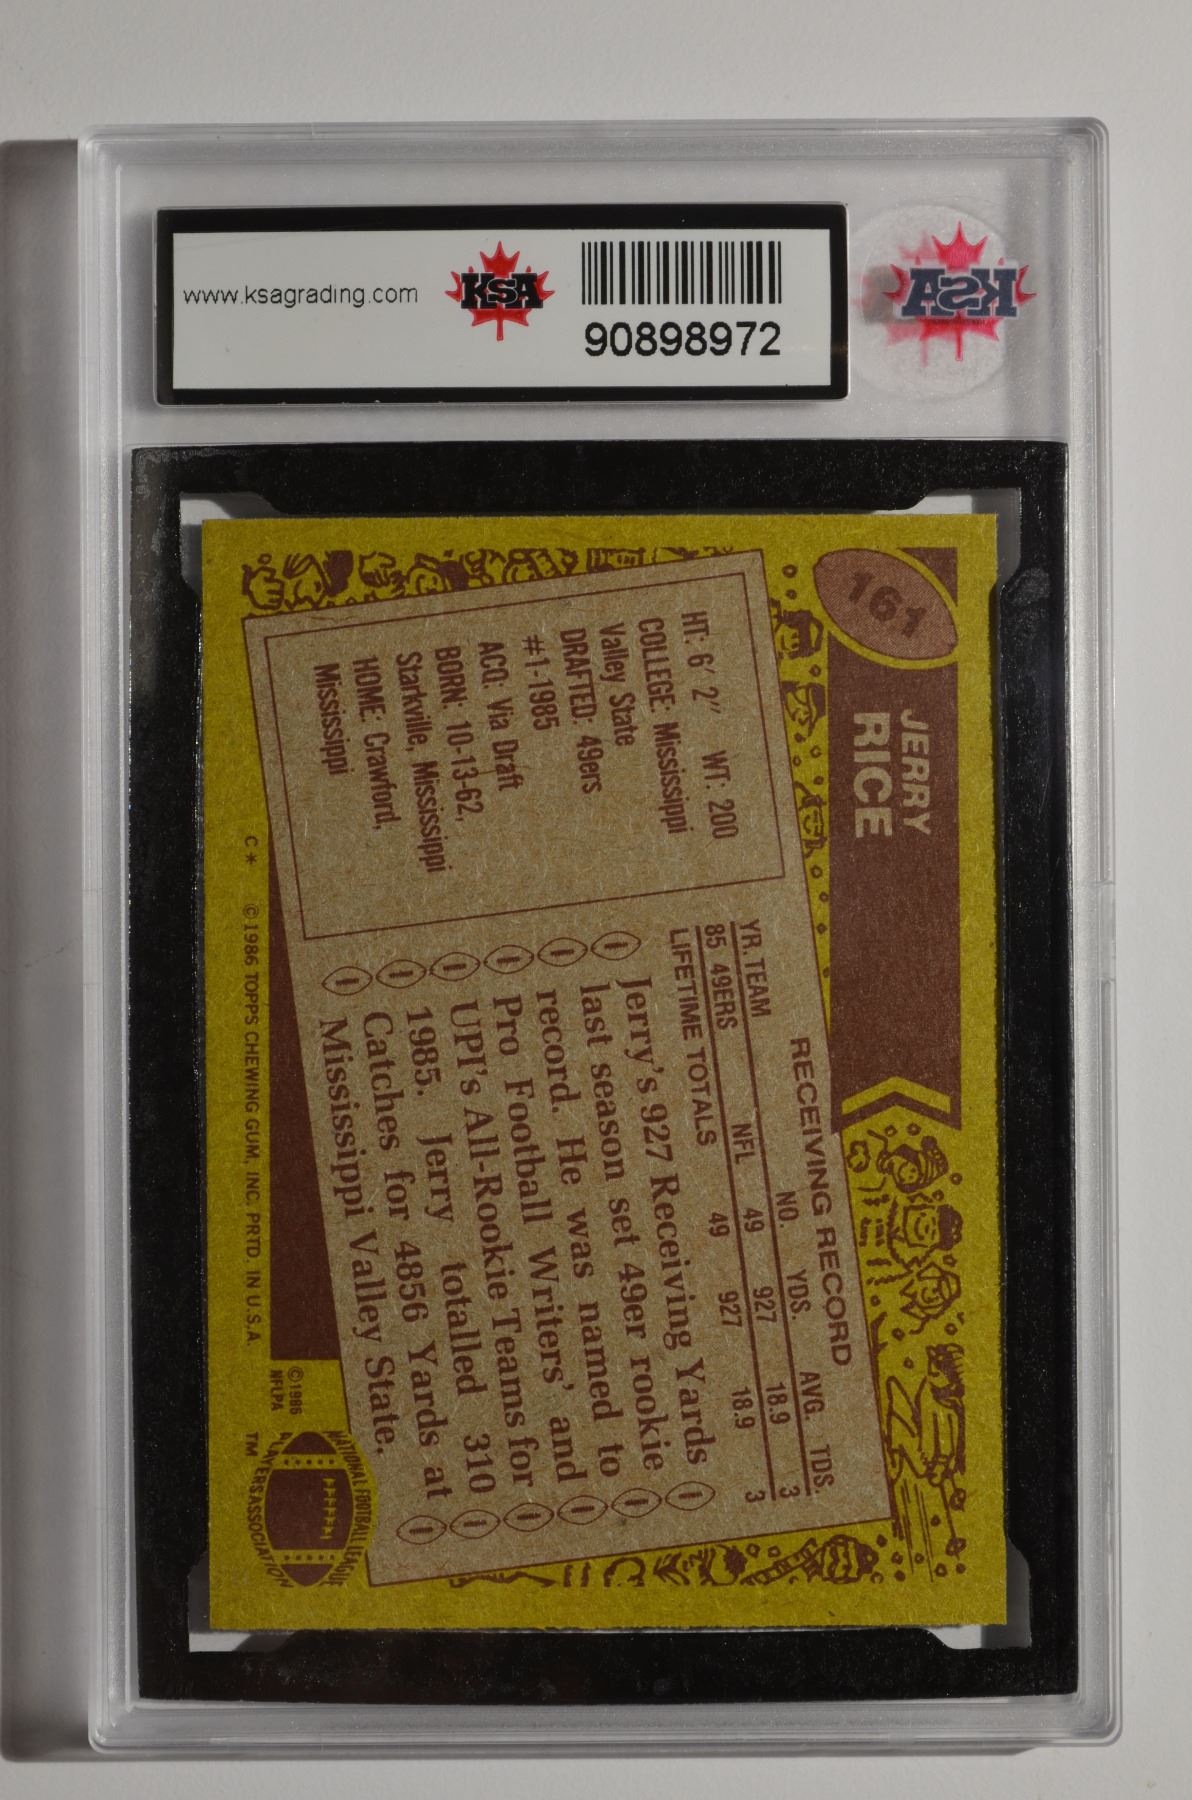 www.ksagrading.com
KSA
90898972
KSA
161
JERRY
RICE
HT: 6' 2" WT: 200
COLLEGE: Mississippi
Valley State
DRAFTED: 49ers
#1-1985
ACQ: Via Draft
BORN: 10-13-62,
Starkville, Mississippi
HOME: Crawford,
Mississippi
RECEIVING RECORD
YR. TEAM NO. YDS. AVG. TDS.
85 49ERS NFL 49 927 18.9 3
LIFETIME TOTALS 49 927 18.9 3
Jerry's 927 Receiving Yards
last season set 49er rookie
record. He was named to
Pro Football Writers' and
UPI's All-Rookie Teams for
1985. Jerry totalled 310
Catches for 4856 Yards at
Mississippi Valley State.
C* ©1986 TOPPS CHEWING GUM, INC. PRTD. IN U.S.A.
©1986
NFLPA
NATIONAL FOOTBALL LEAGUE
PLAYERS ASSOCIATION
TM